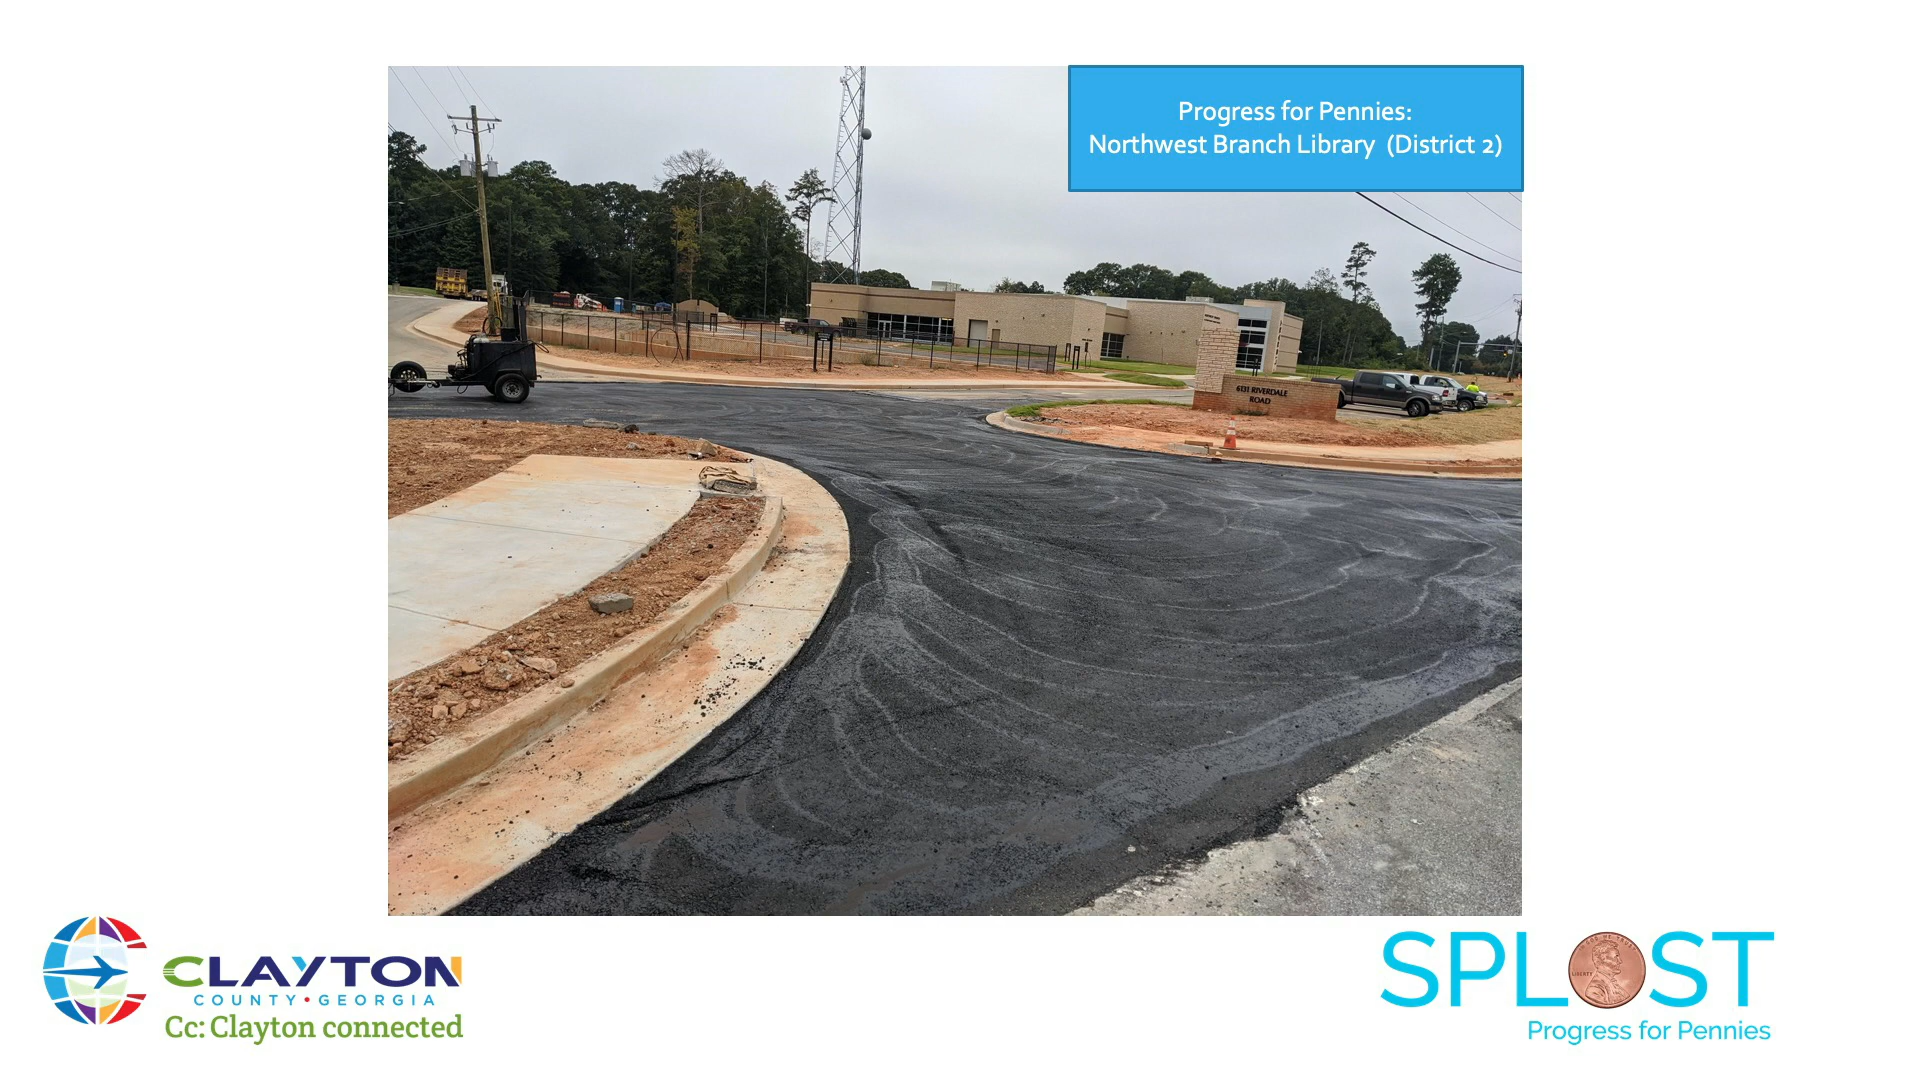 Progress for Pennies:
Northwest Branch Library (District 2)
6131 RIVERDALE
ROAD
CLAYTON
COUNTY • GEORGIA
Cc: Clayton connected
SPLOST
LIBERTY
Progress for Pennies